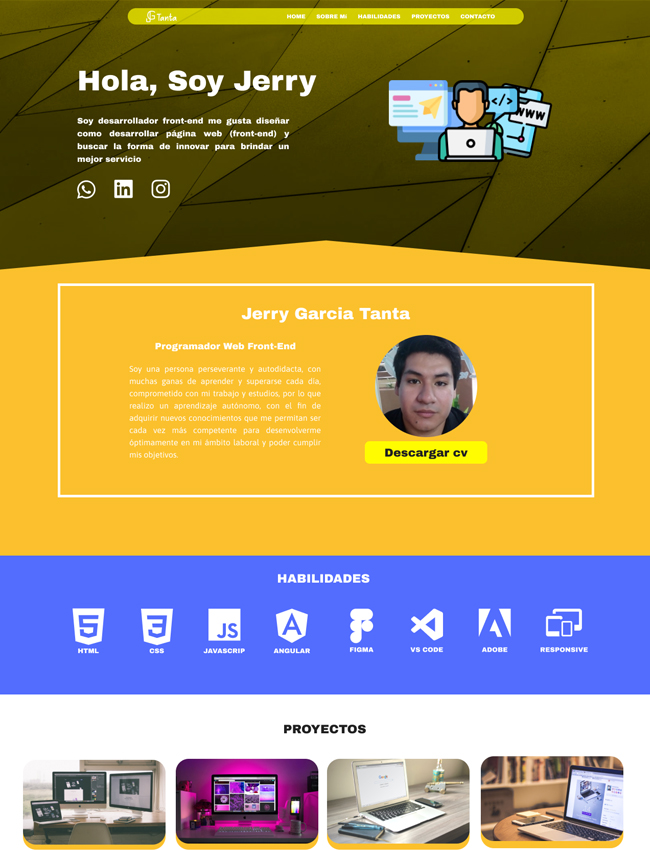 Tanta
HOME SOBRE Mi HABILIDADES PROYECTOS CONTACTO
Hola, Soy Jerry
Soy desarrollador front-end me gusta diseñar
como desarrollar página web (front-end) y
buscar la forma de innovar para brindar un
mejor servicio
</>
WWW
in
Jerry Garcia Tanta
Programador Web Front-End
Soy una persona perseverante y autodidacta, con
muchas ganas de aprender y superarse cada día,
comprometido con mi trabajo y estudios, por lo que
realizo un aprendizaje autónomo, con el fin de
adquirir nuevos conocimientos que me permitan ser
cada vez más competente para desenvolverme
óptimamente en mi ámbito laboral y poder cumplir
mis objetivos.
Descargar cv
HABILIDADES
5 3 JS A
HTML CSS JAVASCRIP ANGULAR FIGMA VS CODE ADOBE RESPONSIVE
PROYECTOS